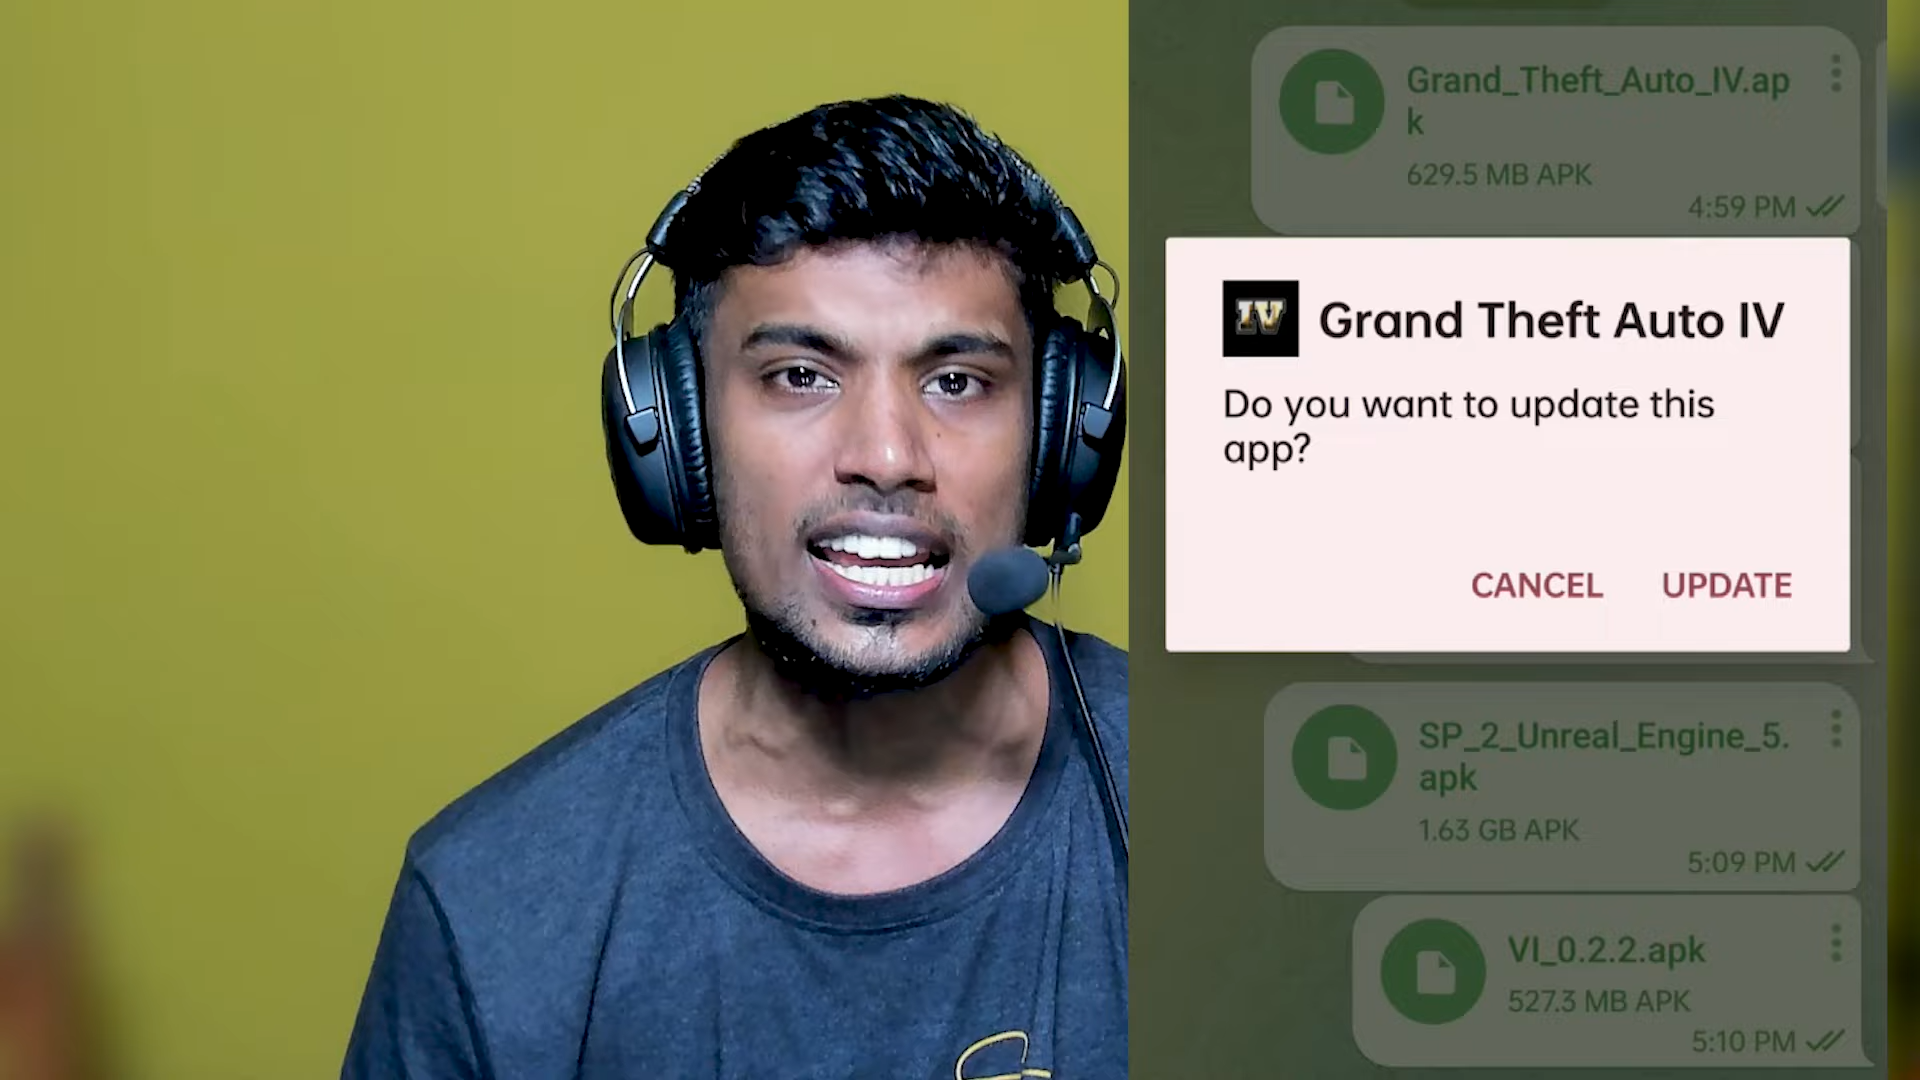 Grand_Theft_Auto_IV.ap
k
629.5 MB APK
4:59 PM
IV
Grand Theft Auto IV
Do you want to update this
app?
CANCEL
UPDATE
SP_2_Unreal_Engine_5.
apk
1.63 GB APK
5:09 PM
VI_0.2.2.apk
527.3 MB APK
5:10 PM